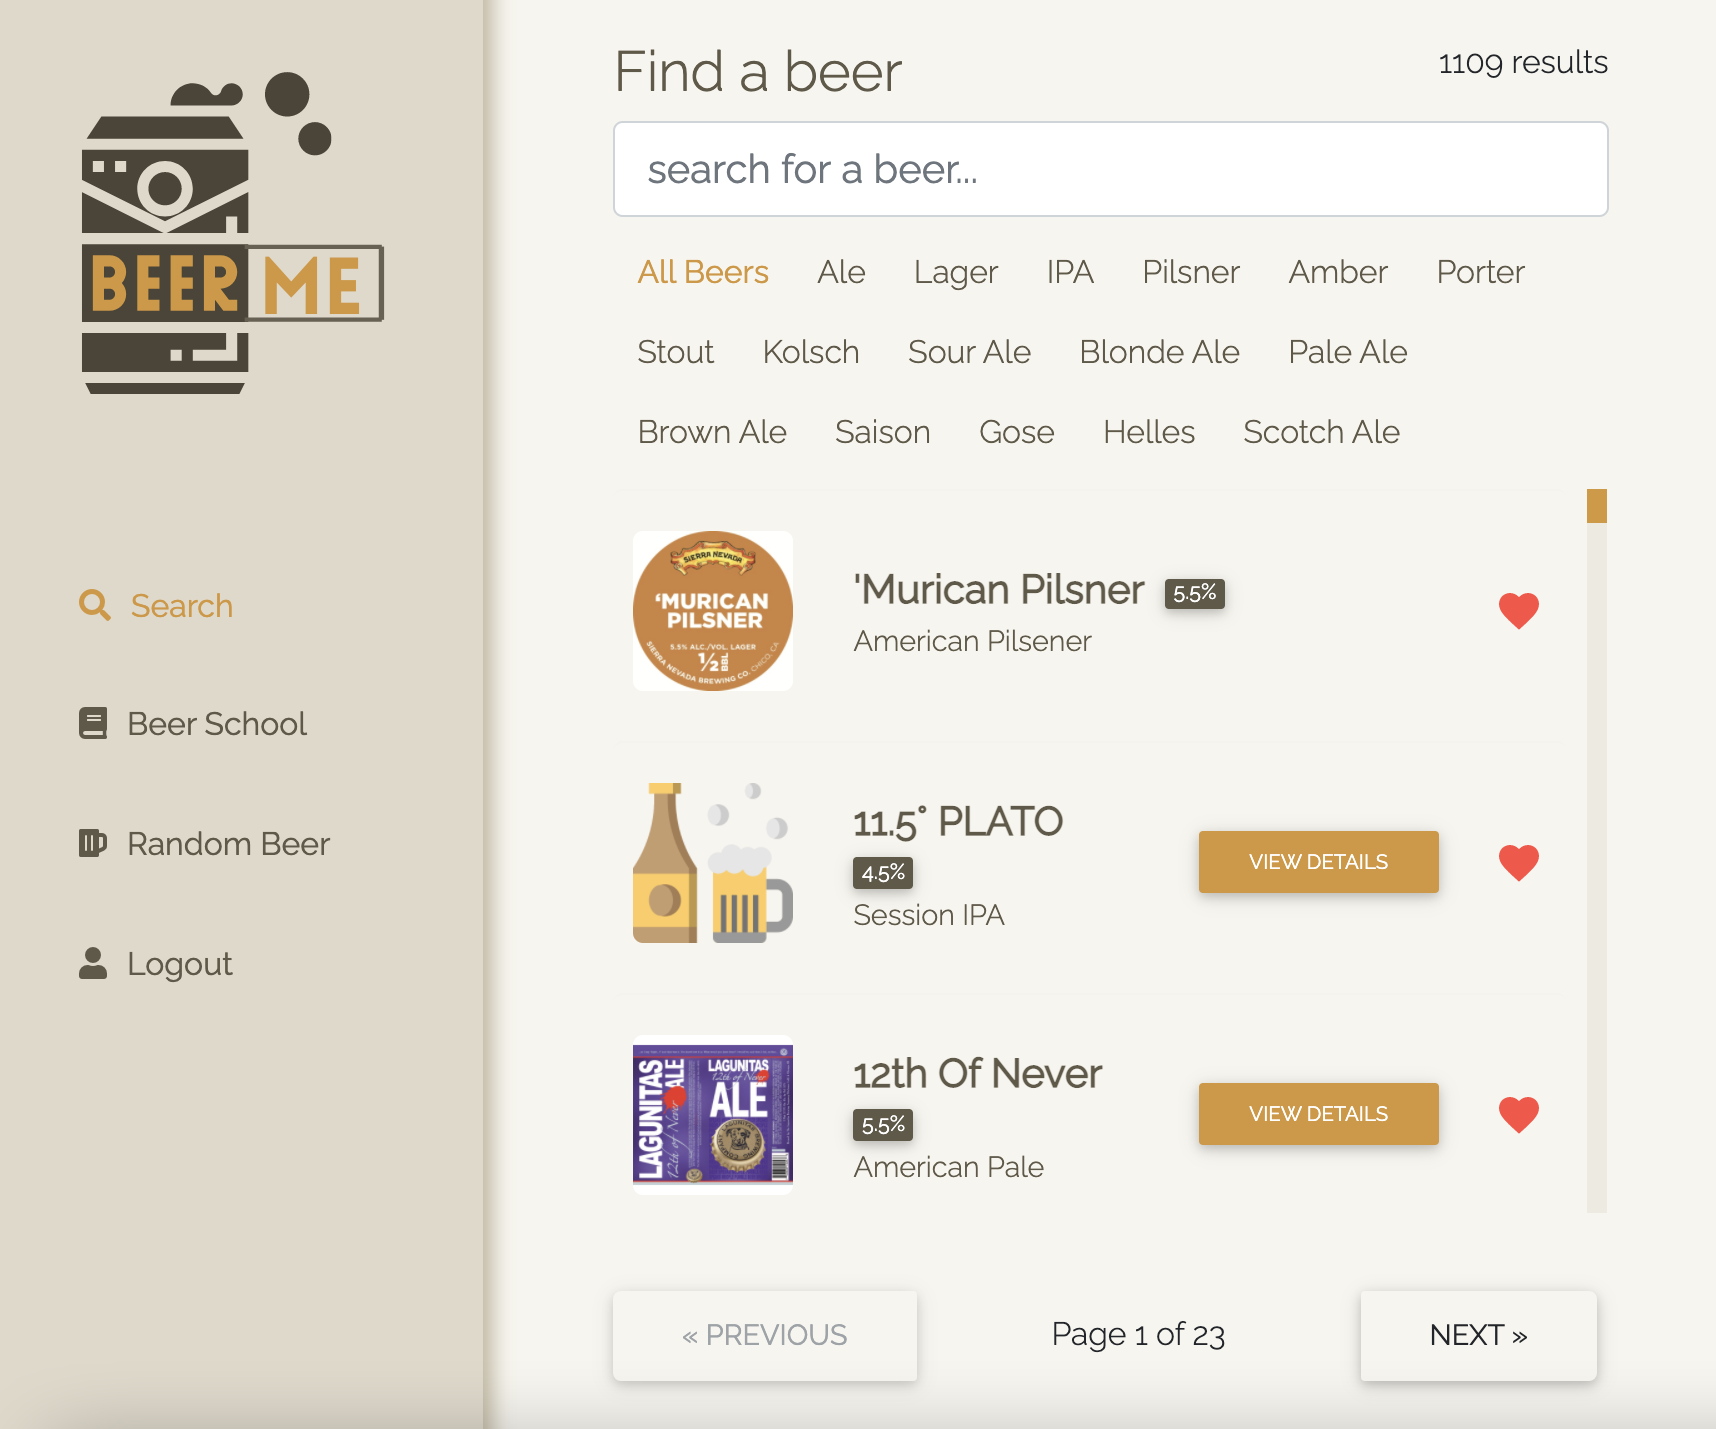 BEER ME
Search
Beer School
Random Beer
Logout
Find a beer
1109 results
search for a beer...
All Beers Ale Lager IPA Pilsner Amber Porter
Stout Kolsch Sour Ale Blonde Ale Pale Ale
Brown Ale Saison Gose Helles Scotch Ale
SIERRA NEVADA
'MURICAN
PILSNER
5.5% ALC./VOL. LAGER
1/2 BBL
SIERRA NEVADA BREWING CO. CHICO, CA
'Murican Pilsner 5.5%
American Pilsener
11.5° PLATO
4.5%
Session IPA
VIEW DETAILS
LAGUNITAS
12th of Never
ALE
LAGUNITAS
12th of Never
ALE
12th Of Never
5.5%
American Pale
VIEW DETAILS
« PREVIOUS
Page 1 of 23
NEXT »